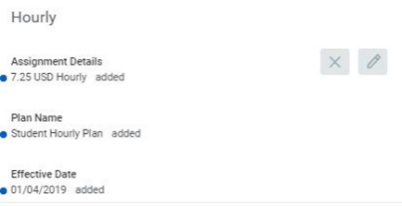 Hourly
Assignment Details
7.25 USD Hourly added
Plan Name
Student Hourly Plan added
Effective Date
01/04/2019 added